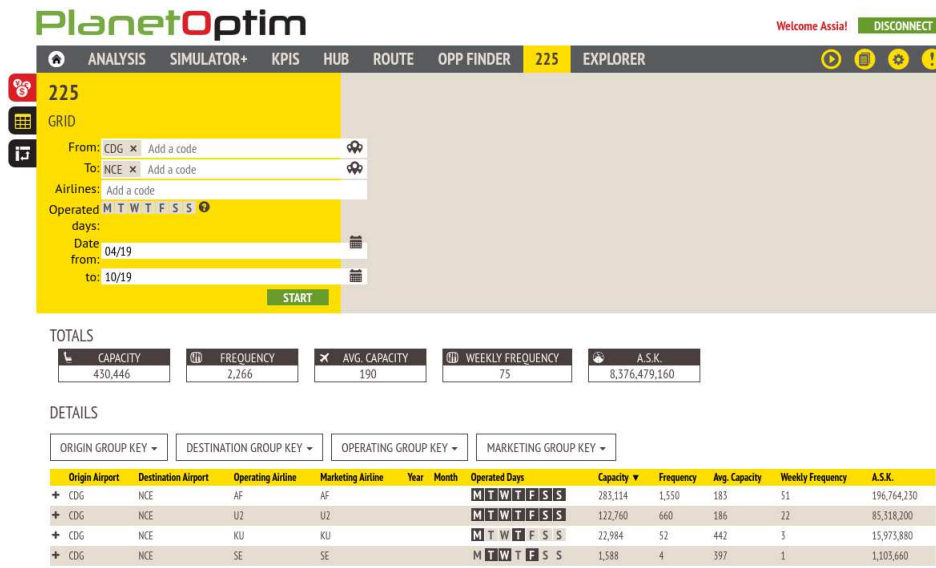 PlanetOptim
Welcome Assia! DISCONNECT
ANALYSIS SIMULATOR+ KPIS HUB ROUTE OPP FINDER 225 EXPLORER
225
GRID
From: CDG × Add a code
To: NCE × Add a code
Airlines: Add a code
Operated days: M T W T F S S ?
Date from: 04/19
to: 10/19
START
TOTALS
CAPACITY FREQUENCY AVG. CAPACITY WEEKLY FREQUENCY A.S.K.
430,446 2,266 190 75 8,376,479,160
DETAILS
ORIGIN GROUP KEY DESTINATION GROUP KEY OPERATING GROUP KEY MARKETING GROUP KEY
Origin Airport Destination Airport Operating Airline Marketing Airline Year Month Operated Days Capacity ▼ Frequency Avg. Capacity Weekly Frequency A.S.K.
+ CDG NCE AF AF M T W T F S S 283,114 1,550 183 51 196,764,230
+ CDG NCE U2 U2 M T W T F S S 122,760 660 186 22 85,318,200
+ CDG NCE KU KU M T W T F S S 22,984 52 442 3 15,973,880
+ CDG NCE SE SE M T W T F S S 1,588 4 397 1 1,103,660